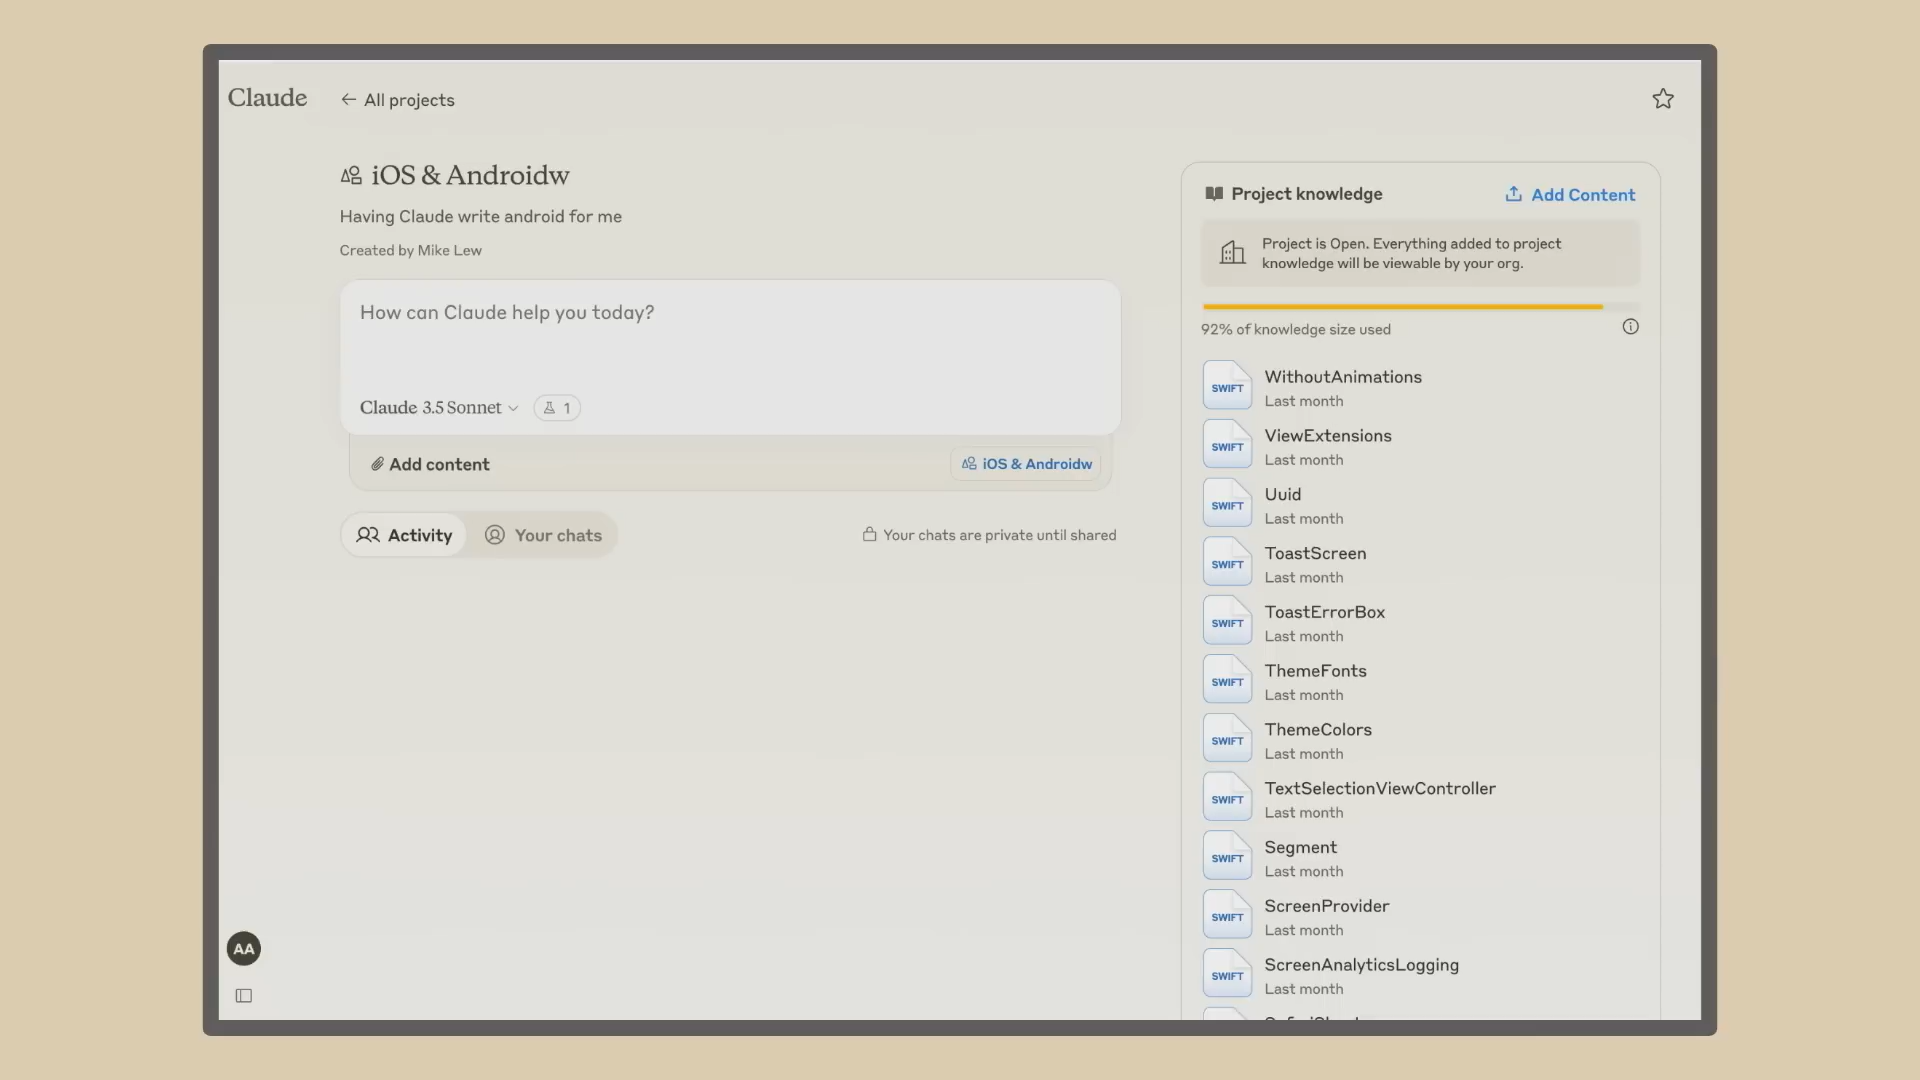 Claude
All projects
iOS & Androidw
Having Claude write android for me
Created by Mike Lew
How can Claude help you today?
Claude 3.5 Sonnet
1
Add content
iOS & Androidw
Activity
Your chats
Your chats are private until shared
AA
Project knowledge
Add Content
Project is Open. Everything added to project
knowledge will be viewable by your org.
92% of knowledge size used
SWIFT
WithoutAnimations
Last month
SWIFT
ViewExtensions
Last month
SWIFT
Uuid
Last month
SWIFT
ToastScreen
Last month
SWIFT
ToastErrorBox
Last month
SWIFT
ThemeFonts
Last month
SWIFT
ThemeColors
Last month
SWIFT
TextSelectionViewController
Last month
SWIFT
Segment
Last month
SWIFT
ScreenProvider
Last month
SWIFT
ScreenAnalyticsLogging
Last month